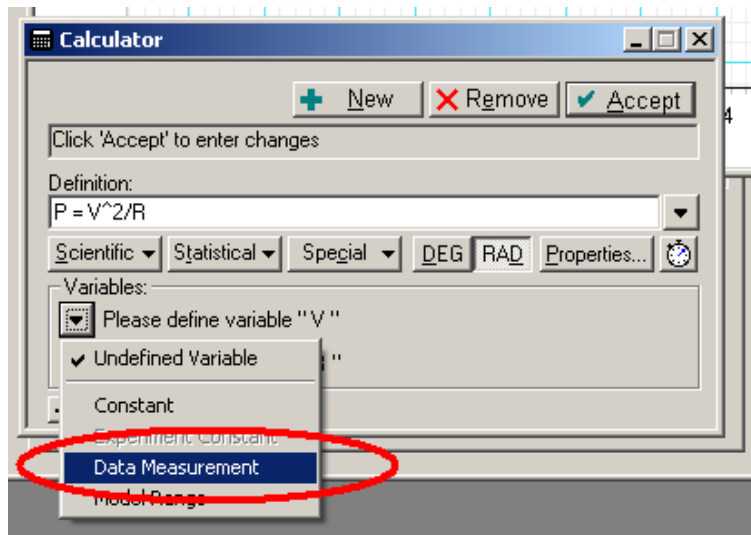 Calculator
New Remove Accept
4
Click 'Accept' to enter changes
Definition:
P = V^2/R
Scientific Statistical Special DEG RAD Properties...
Variables:
Please define variable " V "
Undefined Variable "
Constant
Experiment Constant
Data Measurement
Model Range